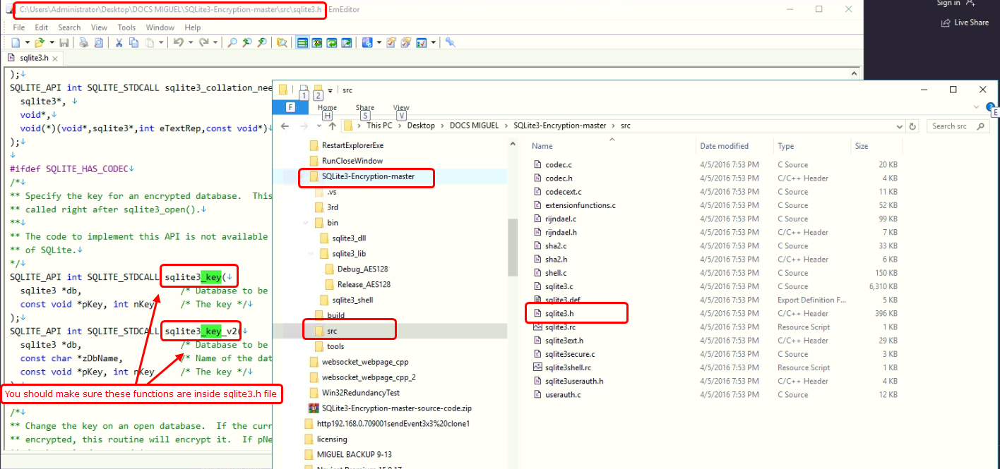 C:\Users\Administrator\Desktop\DOCS MIGUEL\SQLite3-Encryption-master\src\sqlite3.h - EmEditor
Sign in
Live Share
File Edit Search View Tools Window Help
sqlite3.h
);↓
SQLITE_API int SQLITE_STDCALL sqlite3_collation_nee
sqlite3*, ↓
void*,↓
void(*)(void*,sqlite3*,int eTextRep,const void*)↓
);↓
↓
#ifdef SQLITE_HAS_CODEC↓
/*↓
** Specify the key for an encrypted database.  This
** called right after sqlite3_open().↓
**↓
** The code to implement this API is not available
** of SQLite.↓
*/↓
SQLITE_API int SQLITE_STDCALL sqlite3_key(↓
sqlite3 *db, /* Database to be
const void *pKey, int nKey /* The key */↓
);↓
SQLITE_API int SQLITE_STDCALL sqlite3_key_v2(↓
sqlite3 *db, /* Database to be
const char *zDbName, /* Name of the dat
const void *pKey, int nKey /* The key */↓
You should make sure these functions are inside sqlite3.h file
/*↓
** Change the key on an open database.  If the curr
** encrypted, this routine will encrypt it.  If pNe
1 2 src
F Home Share View
H S V E
This PC > Desktop > DOCS MIGUEL > SQLite3-Encryption-master > src
Search src
RestartExplorerExe
RunCloseWindow
SQLite3-Encryption-master
.vs
3rd
bin
sqlite3_dll
sqlite3_lib
Debug_AES128
Release_AES128
sqlite3_shell
build
src
tools
websocket_webpage_cpp
websocket_webpage_cpp_2
Win32RedundancyTest
SQLite3-Encryption-master-source-code.zip
http192.168.0.709001sendEvent3x3%20clone1
licensing
MIGUEL BACKUP 9-13
Name Date modified Type Size
codec.c 4/5/2016 7:53 PM C Source 20 KB
codec.h 4/5/2016 7:53 PM C/C++ Header 4 KB
codecext.c 4/5/2016 7:53 PM C Source 11 KB
extensionfunctions.c 4/5/2016 7:53 PM C Source 52 KB
rijndael.c 4/5/2016 7:53 PM C Source 99 KB
rijndael.h 4/5/2016 7:53 PM C/C++ Header 7 KB
sha2.c 4/5/2016 7:53 PM C Source 33 KB
sha2.h 4/5/2016 7:53 PM C/C++ Header 6 KB
shell.c 4/5/2016 7:53 PM C Source 150 KB
sqlite3.c 4/5/2016 7:53 PM C Source 6,310 KB
sqlite3.def 4/5/2016 7:53 PM Export Definition F... 5 KB
sqlite3.h 4/5/2016 7:53 PM C/C++ Header 396 KB
sqlite3.rc 4/5/2016 7:53 PM Resource Script 1 KB
sqlite3ext.h 4/5/2016 7:53 PM C/C++ Header 29 KB
sqlite3secure.c 4/5/2016 7:53 PM C Source 3 KB
sqlite3shell.rc 4/5/2016 7:53 PM Resource Script 1 KB
sqlite3userauth.h 4/5/2016 7:53 PM C/C++ Header 4 KB
userauth.c 4/5/2016 7:53 PM C Source 12 KB